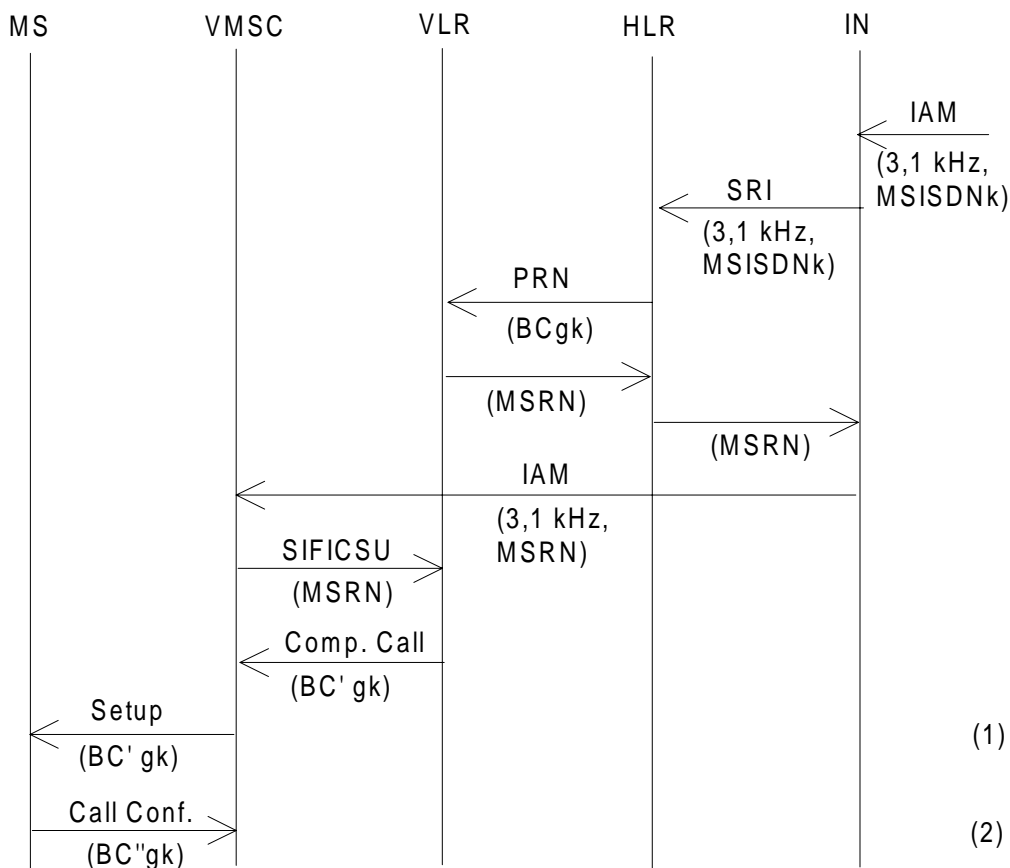 MS VMSC VLR HLR IN
IAM
(3,1 kHz,
MSISDNk)
SRI
(3,1 kHz,
MSISDNk)
PRN
(BCgk)
(MSRN)
(MSRN)
IAM
(3,1 kHz,
MSRN)
SIFICSU
(MSRN)
Comp. Call
(BC' gk)
Setup
(BC' gk)
(1)
Call Conf.
(BC"gk)
(2)